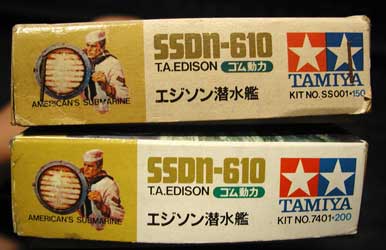 SSDN-610
T.A.EDISON ゴム動力
エジソン潜水艦
AMERICAN'S SUBMARINE
TAMIYA
KIT NO. SS001・150
SSDN-610
T.A.EDISON ゴム動力
エジソン潜水艦
AMERICAN'S SUBMARINE
TAMIYA
KIT NO. 7401・200